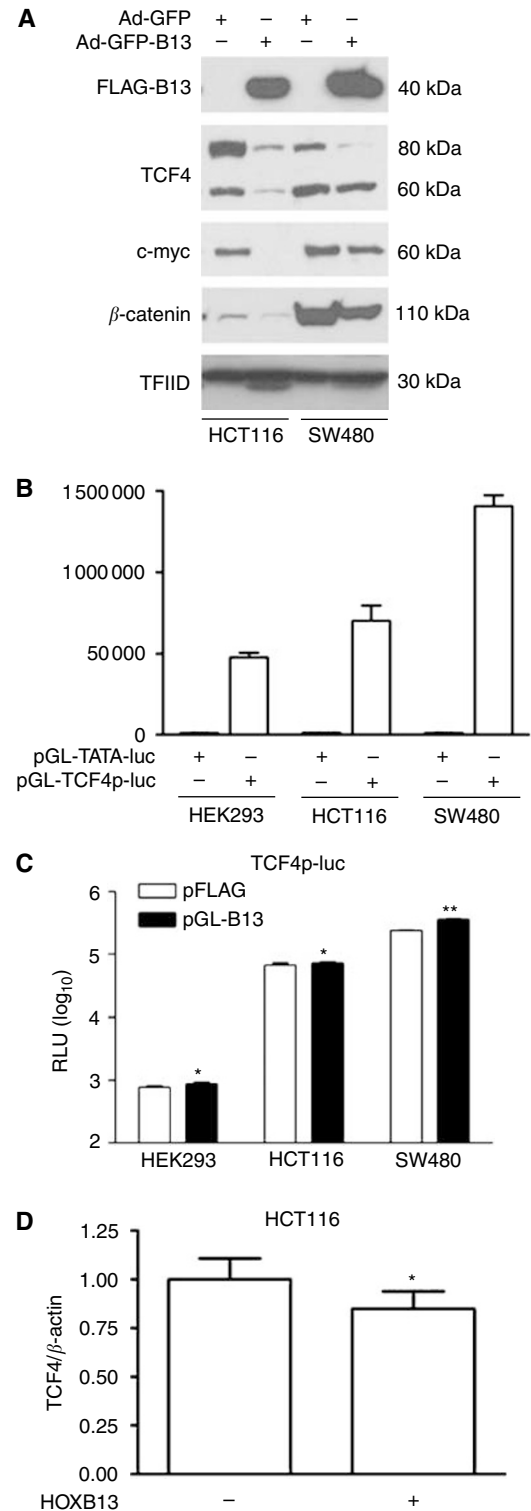 A
Ad-GFP + – + –
Ad-GFP-B13 – + – +
FLAG-B13 40 kDa
80 kDa
TCF4
60 kDa
c-myc 60 kDa
β-catenin 110 kDa
TFIID 30 kDa
HCT116 SW480
B
1 500 000
1 000 000
50 000
0
pGL-TATA-luc + – + – + –
pGL-TCF4p-luc – + – + – +
HEK293 HCT116 SW480
C
TCF4p-luc
6
pFLAG
pGL-B13
**
5
*
4
RLU (log10)
3
*
2
HEK293 HCT116 SW480
D
HCT116
1.25
1.00
*
0.75
TCF4/β-actin
0.50
0.25
0.00
HOXB13 – +